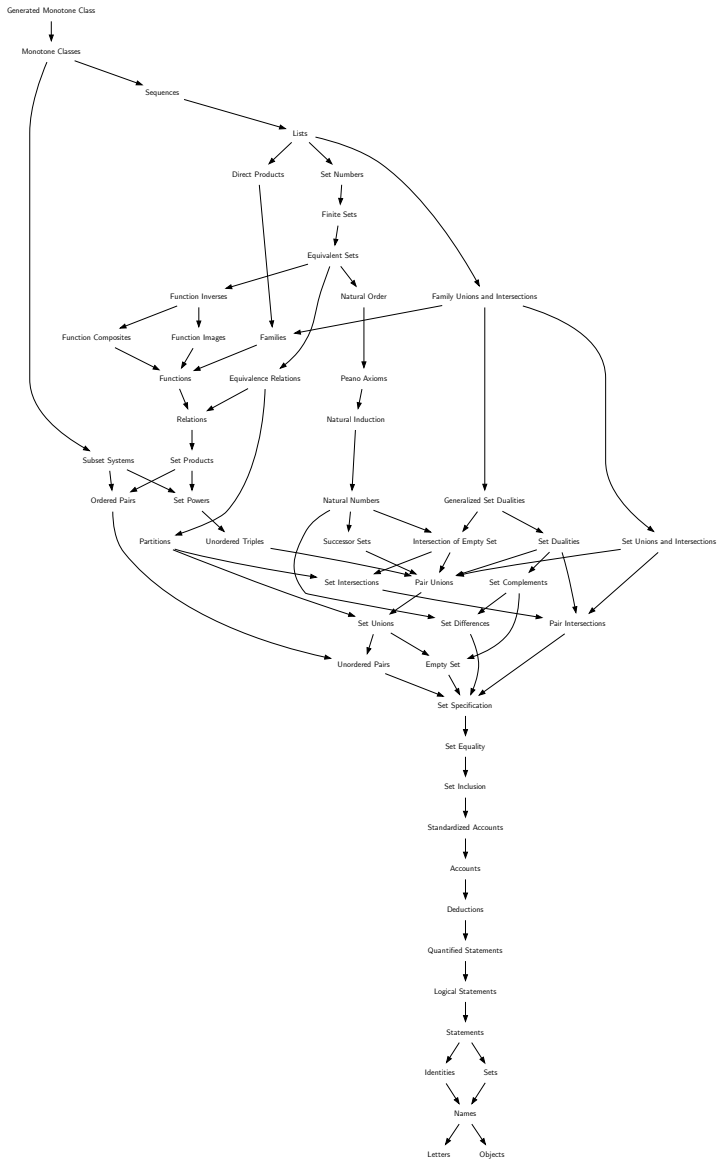 Generated Monotone Class
Monotone Classes
Sequences
Lists
Direct Products
Set Numbers
Finite Sets
Equivalent Sets
Function Inverses
Natural Order
Family Unions and Intersections
Function Composites
Function Images
Families
Functions
Equivalence Relations
Peano Axioms
Relations
Natural Induction
Subset Systems
Set Products
Ordered Pairs
Set Powers
Natural Numbers
Generalized Set Dualities
Partitions
Unordered Triples
Successor Sets
Intersection of Empty Set
Set Dualities
Set Unions and Intersections
Set Intersections
Pair Unions
Set Complements
Set Unions
Set Differences
Pair Intersections
Unordered Pairs
Empty Set
Set Specification
Set Equality
Set Inclusion
Standardized Accounts
Accounts
Deductions
Quantified Statements
Logical Statements
Statements
Identities
Sets
Names
Letters
Objects